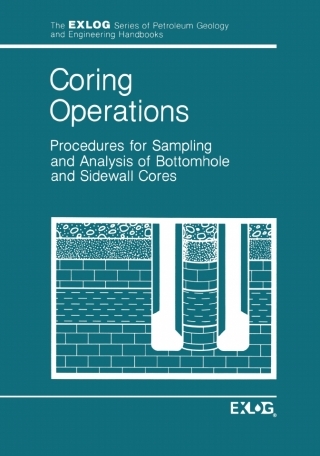 The EXLOG Series of Petroleum Geology
and Engineering Handbooks
Coring
Operations
Procedures for Sampling
and Analysis of Bottomhole
and Sidewall Cores
EXLOG®